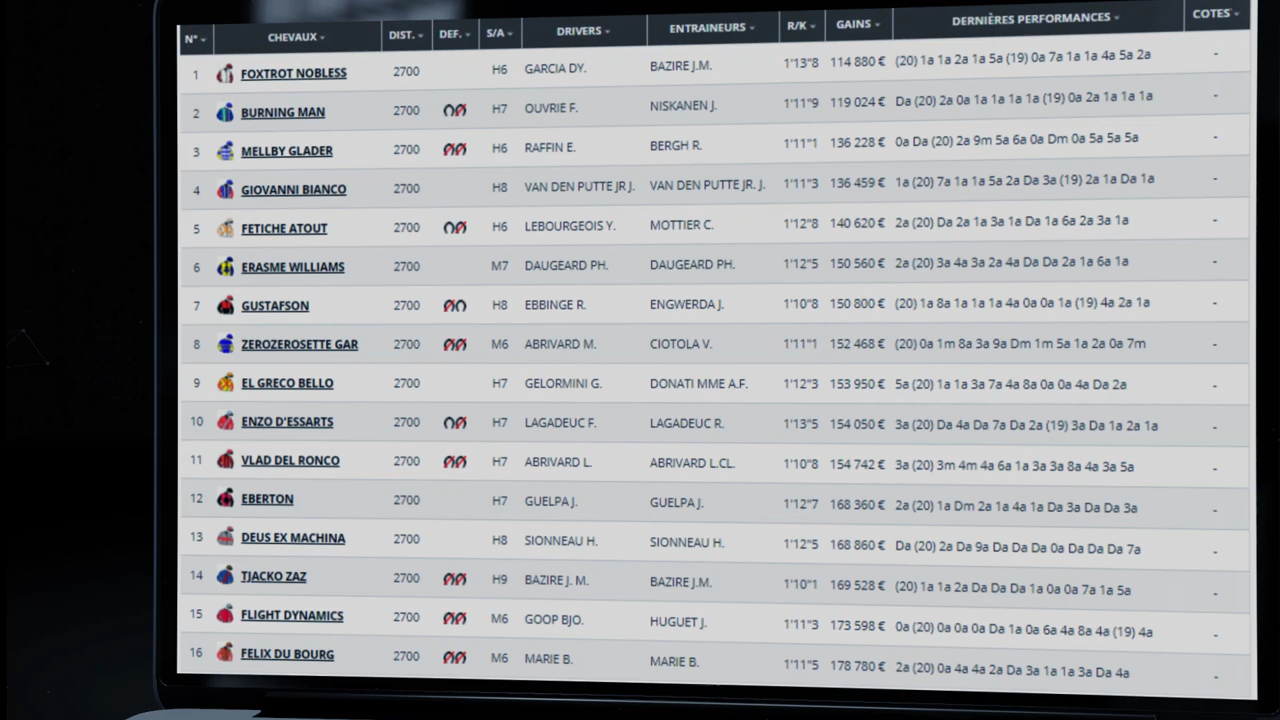 N° CHEVAUX DIST. DEF. S/A DRIVERS ENTRAINEURS R/K GAINS DERNIÈRES PERFORMANCES COTES
1 FOXTROT NOBLESS 2700 H6 GARCIA DY. BAZIRE J.M. 1'13"8 114 880 € (20) 1a 1a 2a 1a 5a (19) 0a 7a 1a 1a 4a 5a 2a -
2 BURNING MAN 2700 H7 OUVRIE F. NISKANEN J. 1'11"9 119 024 € Da (20) 2a 0a 1a 1a 1a 1a (19) 0a 2a 1a 1a 1a -
3 MELLBY GLADER 2700 H6 RAFFIN E. BERGH R. 1'11"1 136 228 € 0a Da (20) 2a 9m 5a 6a 0a Dm 0a 5a 5a 5a -
4 GIOVANNI BIANCO 2700 H8 VAN DEN PUTTE JR J. VAN DEN PUTTE JR. J. 1'11"3 136 459 € 1a (20) 7a 1a 1a 5a 2a Da 3a (19) 2a 1a Da 1a -
5 FETICHE ATOUT 2700 H6 LEBOURGEOIS Y. MOTTIER C. 1'12"8 140 620 € 2a (20) Da 2a 1a 3a 1a Da 1a 6a 2a 3a 1a -
6 ERASME WILLIAMS 2700 M7 DAUGEARD PH. DAUGEARD PH. 1'12"5 150 560 € 2a (20) 3a 4a 3a 2a 4a Da Da 2a 1a 6a 1a -
7 GUSTAFSON 2700 H8 EBBINGE R. ENGWERDA J. 1'10"8 150 800 € (20) 1a 8a 1a 1a 1a 4a 0a 0a 1a (19) 4a 2a 1a -
8 ZEROZEROSETTE GAR 2700 M6 ABRIVARD M. CIOTOLA V. 1'11"1 152 468 € (20) 0a 1m 8a 3a 9a Dm 1m 5a 1a 2a 0a 7m -
9 EL GRECO BELLO 2700 H7 GELORMINI G. DONATI MME A.F. 1'12"3 153 950 € 5a (20) 1a 1a 3a 7a 4a 8a 0a 0a 4a Da 2a -
10 ENZO D'ESSARTS 2700 H7 LAGADEUC F. LAGADEUC R. 1'13"5 154 050 € 3a (20) Da 4a Da 7a Da 2a (19) 3a Da 1a 2a 1a -
11 VLAD DEL RONCO 2700 H7 ABRIVARD L. ABRIVARD L.CL. 1'10"8 154 742 € 3a (20) 3m 4m 4a 6a 1a 3a 3a 8a 4a 3a 5a -
12 EBERTON 2700 H7 GUELPA J. GUELPA J. 1'12"7 168 360 € 2a (20) 1a Dm 2a 1a 4a 1a Da 3a Da Da 3a -
13 DEUS EX MACHINA 2700 H8 SIONNEAU H. SIONNEAU H. 1'12"5 168 860 € Da (20) 2a Da 9a Da Da Da 0a Da Da Da 7a -
14 TJACKO ZAZ 2700 H9 BAZIRE J. M. BAZIRE J.M. 1'10"1 169 528 € (20) 1a 1a 2a Da Da Da 1a 0a 0a 7a 1a 5a -
15 FLIGHT DYNAMICS 2700 M6 GOOP BJO. HUGUET J. 1'11"3 173 598 € 0a (20) 0a 0a 0a Da 1a 0a 6a 4a 8a 4a (19) 4a -
16 FELIX DU BOURG 2700 M6 MARIE B. MARIE B. 1'11"5 178 780 € 2a (20) 0a 4a 4a 2a Da 3a 1a 1a 3a Da 4a -